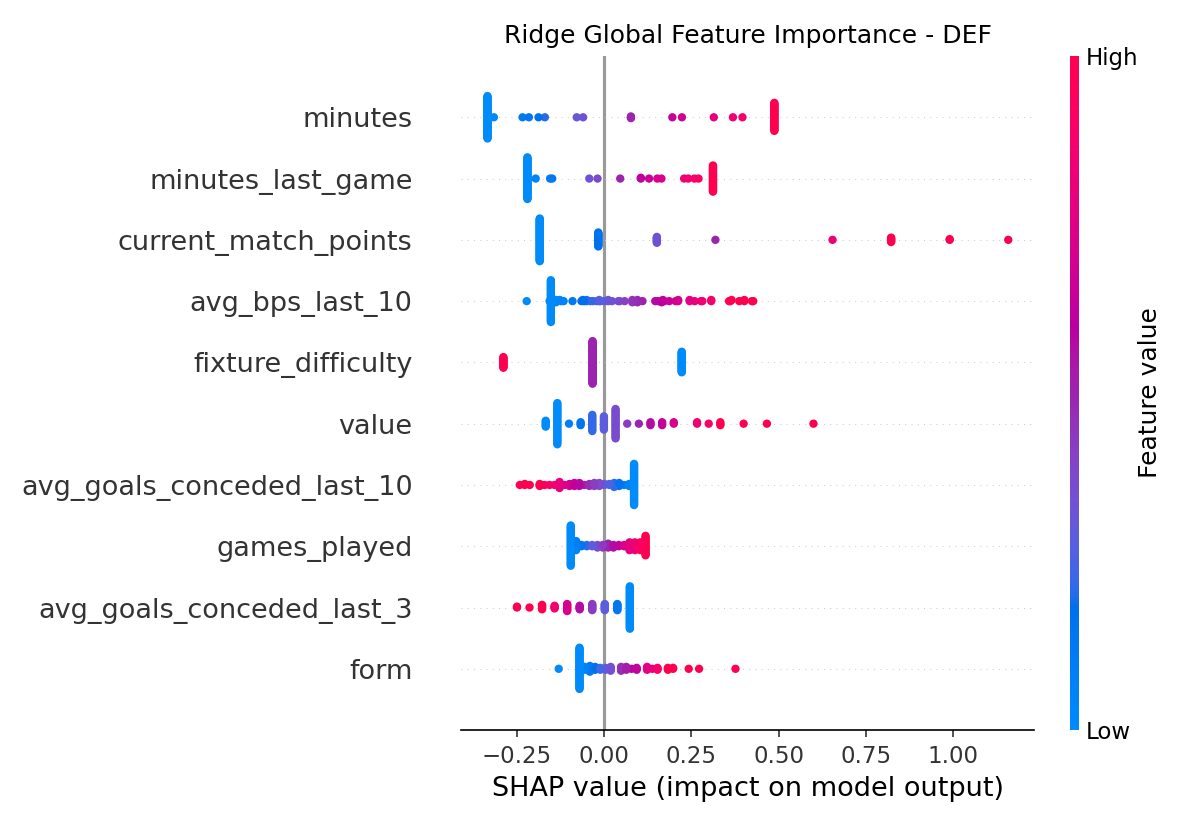 Ridge Global Feature Importance - DEF
High
minutes
minutes_last_game
current_match_points
avg_bps_last_10
fixture_difficulty
value
avg_goals_conceded_last_10
games_played
avg_goals_conceded_last_3
form
Feature value
Low
−0.25 0.00 0.25 0.50 0.75 1.00
SHAP value (impact on model output)